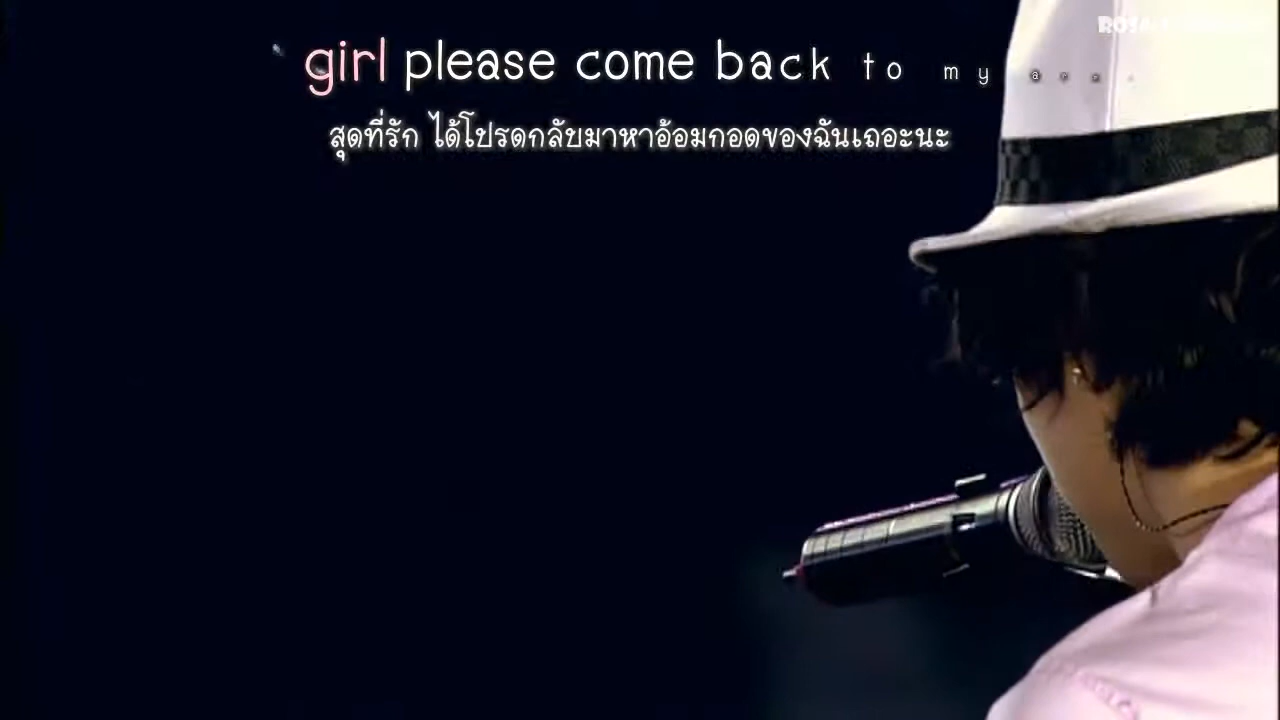 girl please come back to my
สุดที่รัก ได้โปรดกลับมาหาอ้อมกอดของฉันเถอะนะ